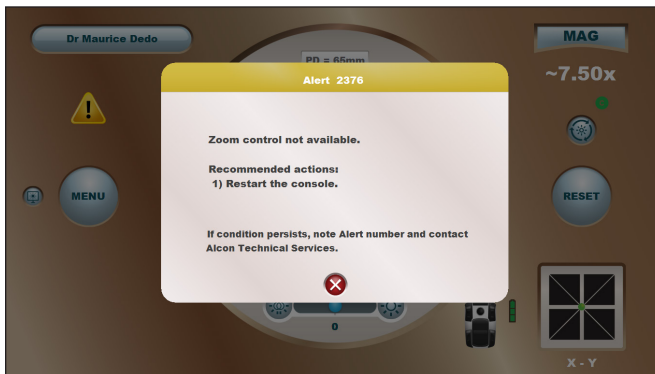 Dr Maurice Dedo
PD = 65mm
MAG
Alert 2376
~7.50x
Zoom control not available.
Recommended actions:
1) Restart the console.
MENU
RESET
If condition persists, note Alert number and contact
Alcon Technical Services.
0
X - Y